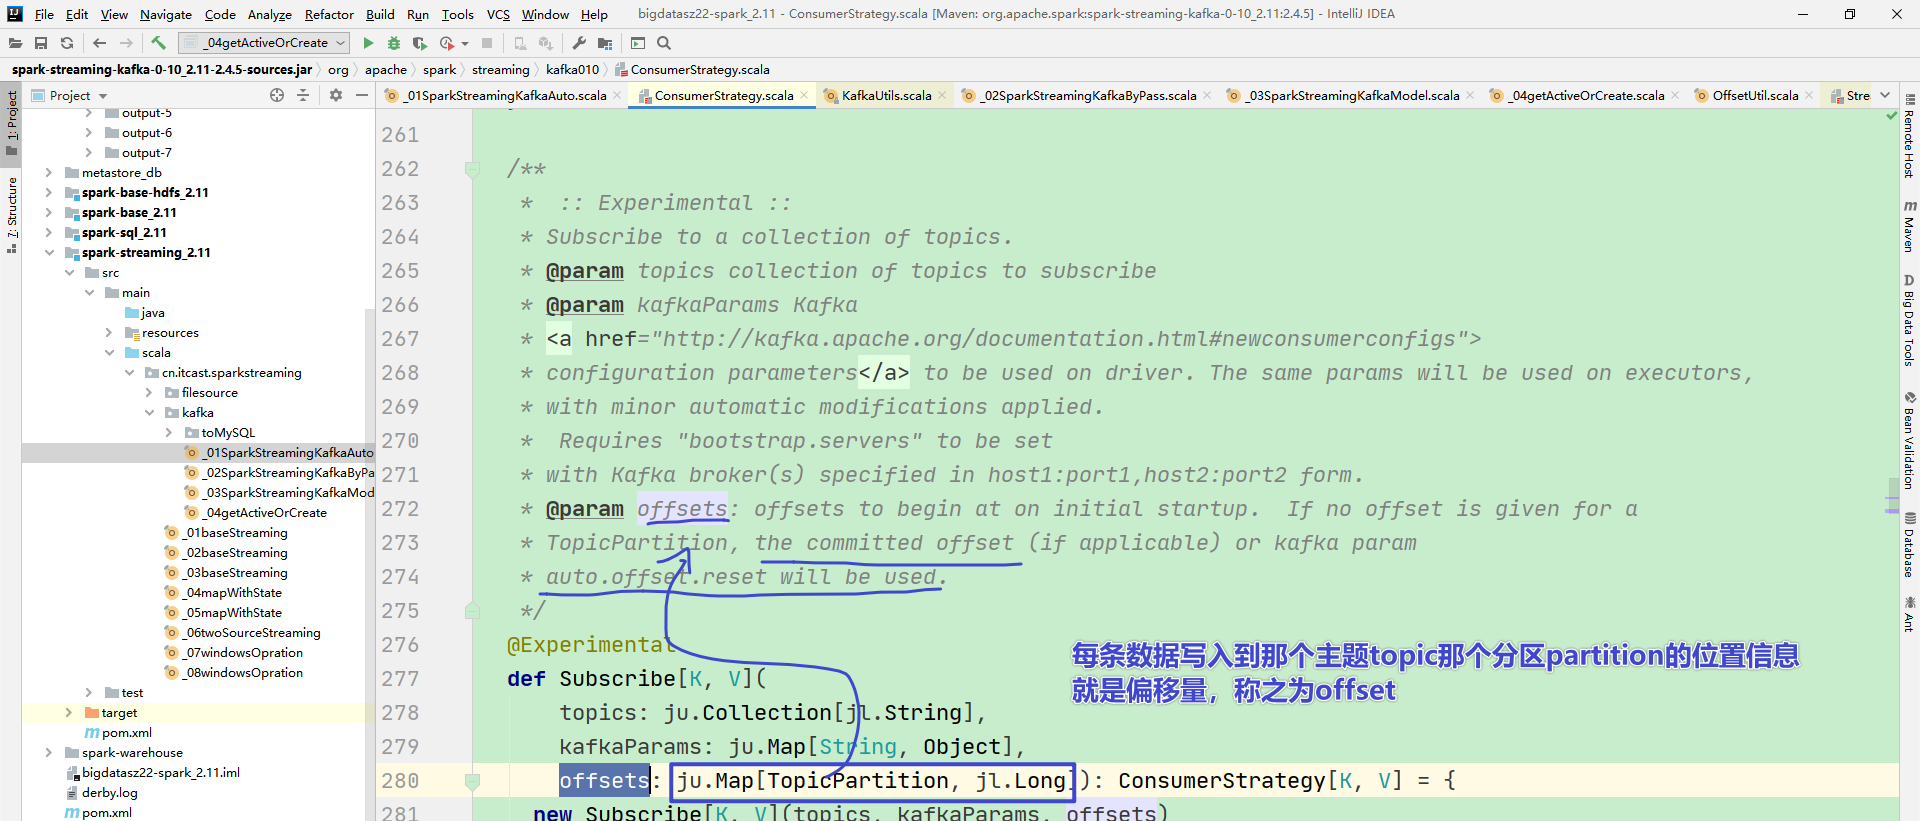 File Edit View Navigate Code Analyze Refactor Build Run Tools VCS Window Help bigdatasz22-spark_2.11 - ConsumerStrategy.scala [Maven: org.apache.spark:spark-streaming-kafka-0-10_2.11:2.4.5] - IntelliJ IDEA
_04getActiveOrCreate
spark-streaming-kafka-0-10_2.11-2.4.5-sources.jar org apache spark streaming kafka010 ConsumerStrategy.scala
Project
_01SparkStreamingKafkaAuto.scala ConsumerStrategy.scala KafkaUtils.scala _02SparkStreamingKafkaByPass.scala _03SparkStreamingKafkaModel.scala _04getActiveOrCreate.scala OffsetUtil.scala Stre
1: Project
7: Structure
output-5
output-6
output-7
metastore_db
spark-base-hdfs_2.11
spark-base_2.11
spark-sql_2.11
spark-streaming_2.11
src
main
java
resources
scala
cn.itcast.sparkstreaming
filesource
kafka
toMySQL
_01SparkStreamingKafkaAuto
_02SparkStreamingKafkaByPa
_03SparkStreamingKafkaMod
_04getActiveOrCreate
_01baseStreaming
_02baseStreaming
_03baseStreaming
_04mapWithState
_05mapWithState
_06twoSourceStreaming
_07windowsOpration
_08windowsOpration
test
target
pom.xml
spark-warehouse
bigdatasz22-spark_2.11.iml
derby.log
pom.xml
261
262 /**
263 * :: Experimental ::
264 * Subscribe to a collection of topics.
265 * @param topics collection of topics to subscribe
266 * @param kafkaParams Kafka
267 * <a href="http://kafka.apache.org/documentation.html#newconsumerconfigs">
268 * configuration parameters</a> to be used on driver. The same params will be used on executors,
269 * with minor automatic modifications applied.
270 * Requires "bootstrap.servers" to be set
271 * with Kafka broker(s) specified in host1:port1,host2:port2 form.
272 * @param offsets: offsets to begin at on initial startup. If no offset is given for a
273 * TopicPartition, the committed offset (if applicable) or kafka param
274 * auto.offset.reset will be used.
275 */
276 @Experimental
277 def Subscribe[K, V](
278 topics: ju.Collection[jl.String],
279 kafkaParams: ju.Map[String, Object],
280 offsets: ju.Map[TopicPartition, jl.Long]): ConsumerStrategy[K, V] = {
281 new Subscribe[K, V](topics, kafkaParams, offsets)
每条数据写入到那个主题topic那个分区partition的位置信息
就是偏移量，称之为offset
Remote Host
Maven
Big Data Tools
Bean Validation
Database
Ant